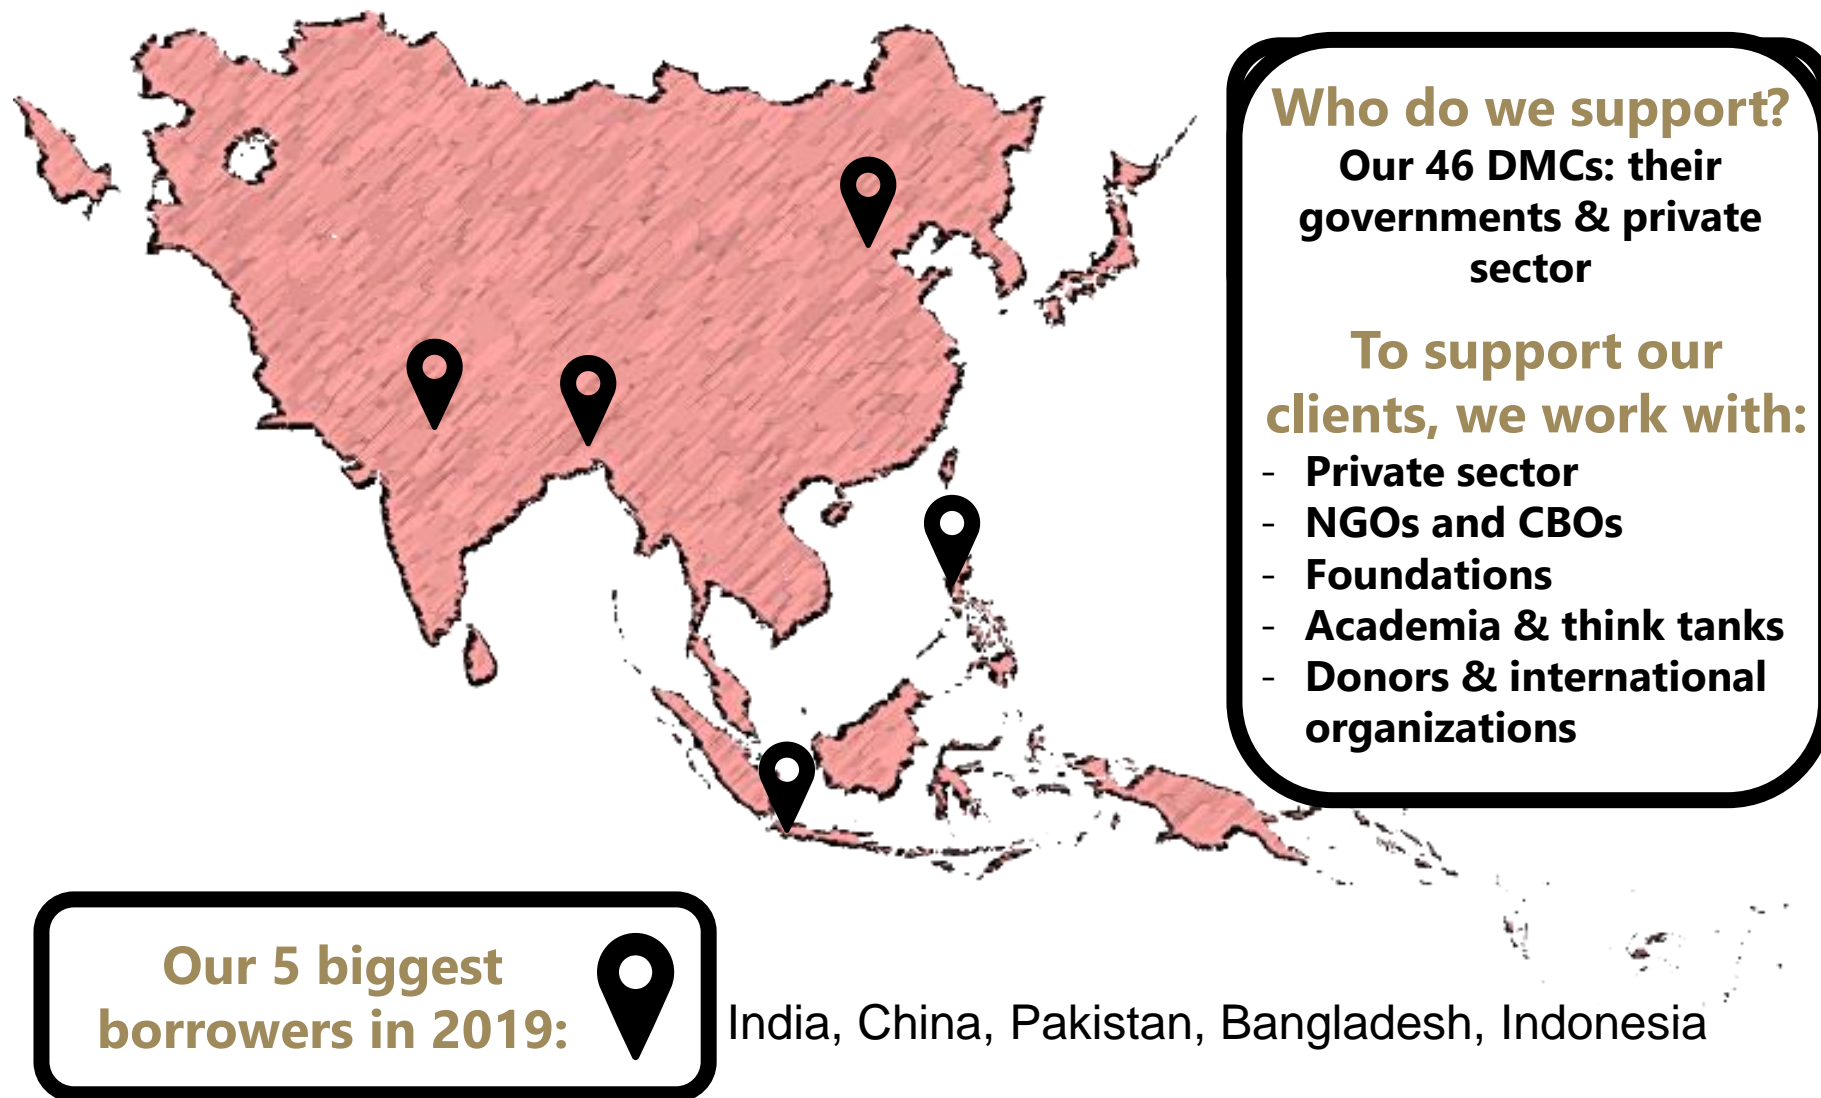 Who do we support?
Our 46 DMCs: their
governments & private
sector
To support our
clients, we work with:
- Private sector
- NGOs and CBOs
- Foundations
- Academia & think tanks
- Donors & international
organizations
Our 5 biggest
borrowers in 2019:
India, China, Pakistan, Bangladesh, Indonesia